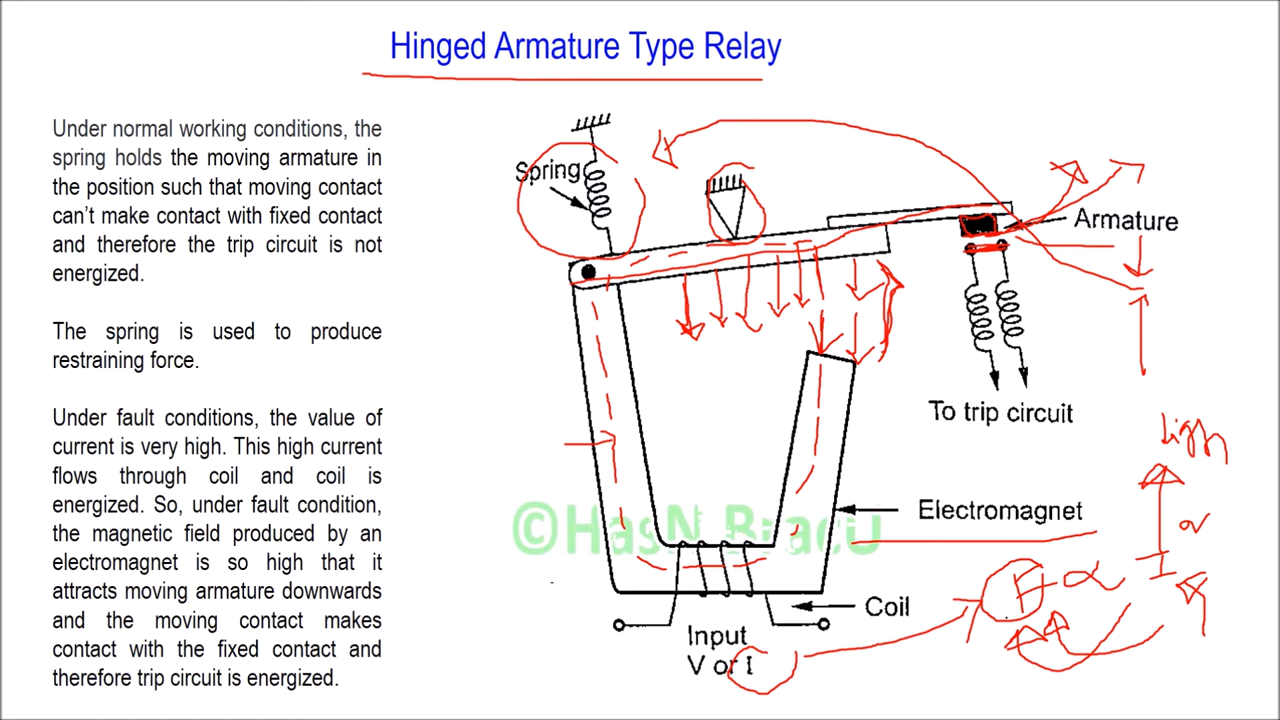 Hinged Armature Type Relay
Under normal working conditions, the
spring holds the moving armature in
the position such that moving contact
can't make contact with fixed contact
and therefore the trip circuit is not
energized.
The spring is used to produce
restraining force.
Under fault conditions, the value of
current is very high. This high current
flows through coil and coil is
energized. So, under fault condition,
the magnetic field produced by an
electromagnet is so high that it
attracts moving armature downwards
and the moving contact makes
contact with the fixed contact and
therefore trip circuit is energized.
Spring
Armature
To trip circuit
Electromagnet
©HasN BracU
Coil
Input
V or I
F ∝ I